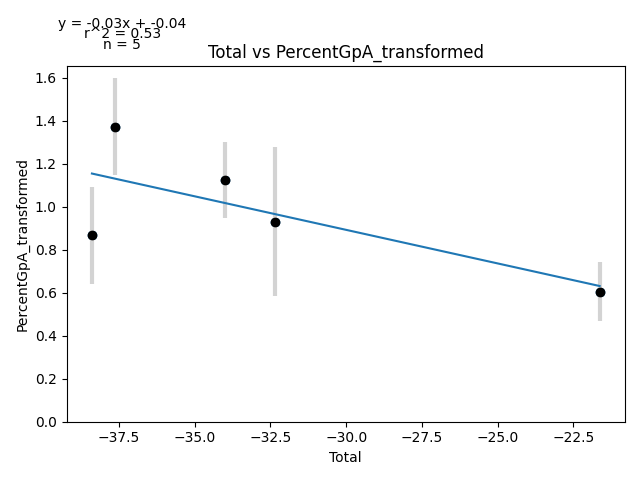 y = -0.03x + -0.04
r^2 = 0.53
n = 5
Total vs PercentGpA_transformed
PercentGpA_transformed
1.6
1.4
1.2
1.0
0.8
0.6
0.4
0.2
0.0
−37.5 −35.0 −32.5 −30.0 −27.5 −25.0 −22.5
Total